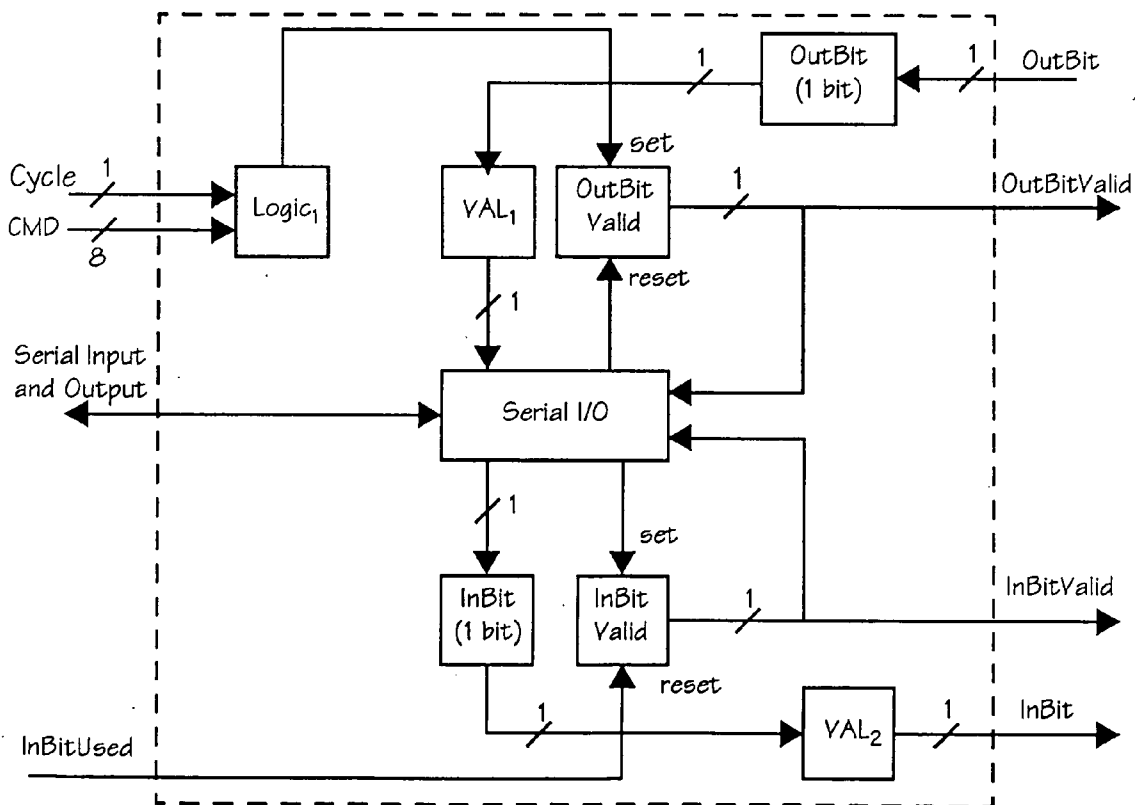 1
OutBit
(1 bit)
1
OutBit
set
Cycle
1
CMD
8
Logic₁
VAL₁
OutBit
Valid
1
OutBitValid
reset
1
Serial Input
and Output
Serial I/O
1
set
InBit
(1 bit)
InBit
Valid
1
InBitValid
reset
1
VAL₂
1
InBit
InBitUsed